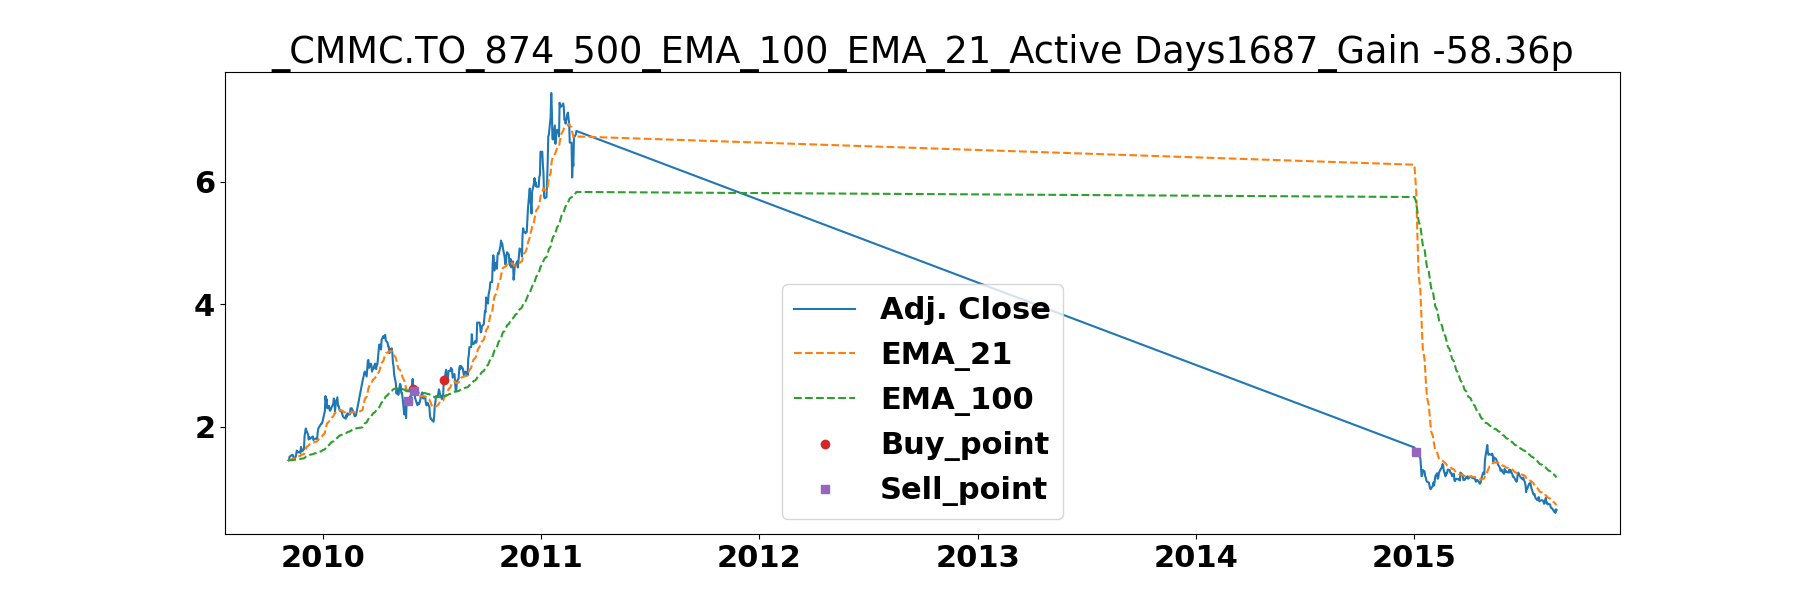 _CMMC.TO_874_500_EMA_100_EMA_21_Active Days1687_Gain -58.36p
6
4
2
Adj. Close
EMA_21
EMA_100
Buy_point
Sell_point
2010 2011 2012 2013 2014 2015